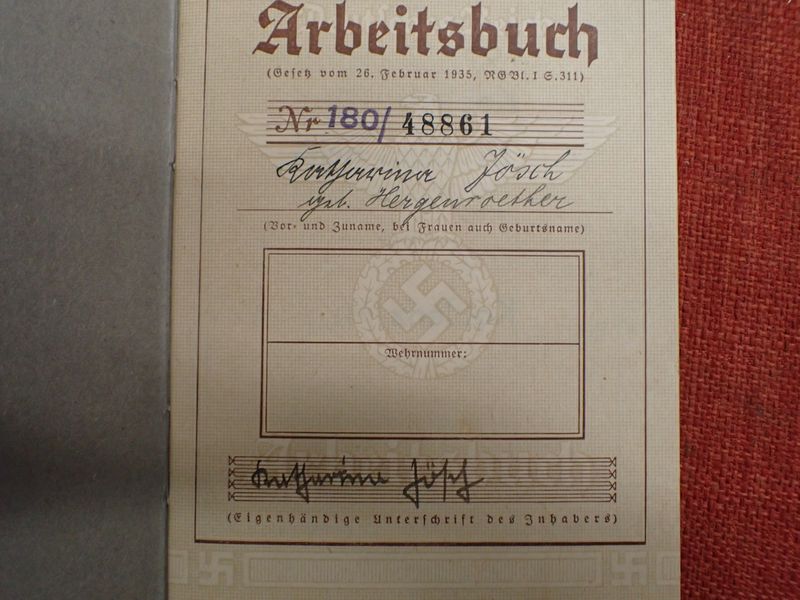 Arbeitsbuch
(Gesetz vom 26. Februar 1935, RGBl. I S. 311)
Nr 180/ 48861
Katharina Jösch
geb. Hergenroether
(Vor- und Zuname, bei Frauen auch Geburtsname)
Wehrnummer:
Katharina Jösch
(Eigenhändige Unterschrift des Inhabers)